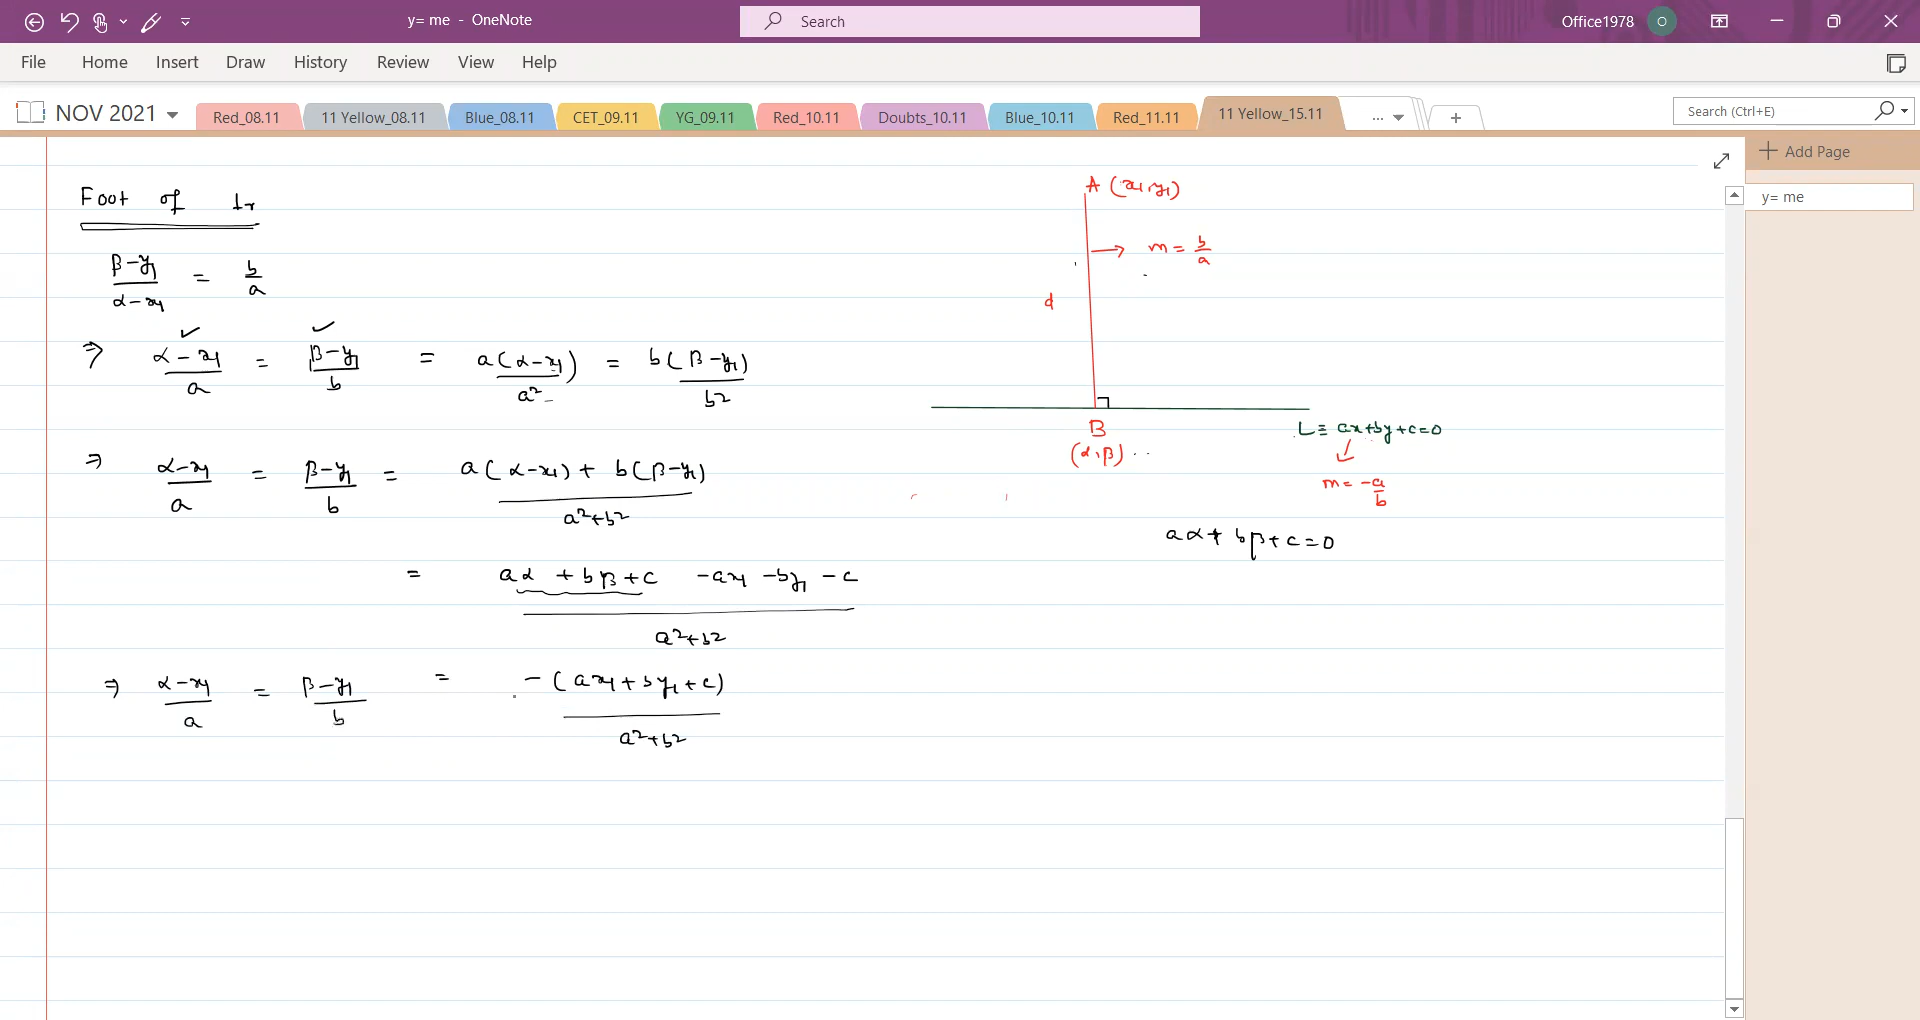 y= me - OneNote
Search
Office1978
O
File Home Insert Draw History Review View Help
NOV 2021
Red_08.11 11 Yellow_08.11 Blue_08.11 CET_09.11 YG_09.11 Red_10.11 Doubts_10.11 Blue_10.11 Red_11.11 11 Yellow_15.11 ... +
Search (Ctrl+E)
+ Add Page
y= me
Foot of ⊥r
(β-y₁)/(α-x₁) = b/a
⇒ (α-x₁)/a = (β-y₁)/b = a(α-x₁)/a² = b(β-y₁)/b²
⇒ (α-x₁)/a = (β-y₁)/b = (a(α-x₁) + b(β-y₁))/(a²+b²)
= (aα + bβ + c - ax₁ - by₁ - c)/(a²+b²)
⇒ (α-x₁)/a = (β-y₁)/b = -(ax₁ + by₁ + c)/(a²+b²)
A (x₁, y₁)
→ m = b/a
d
B
(α, β)
L ≡ ax+by+c=0
m = -a/b
aα + bβ + c = 0